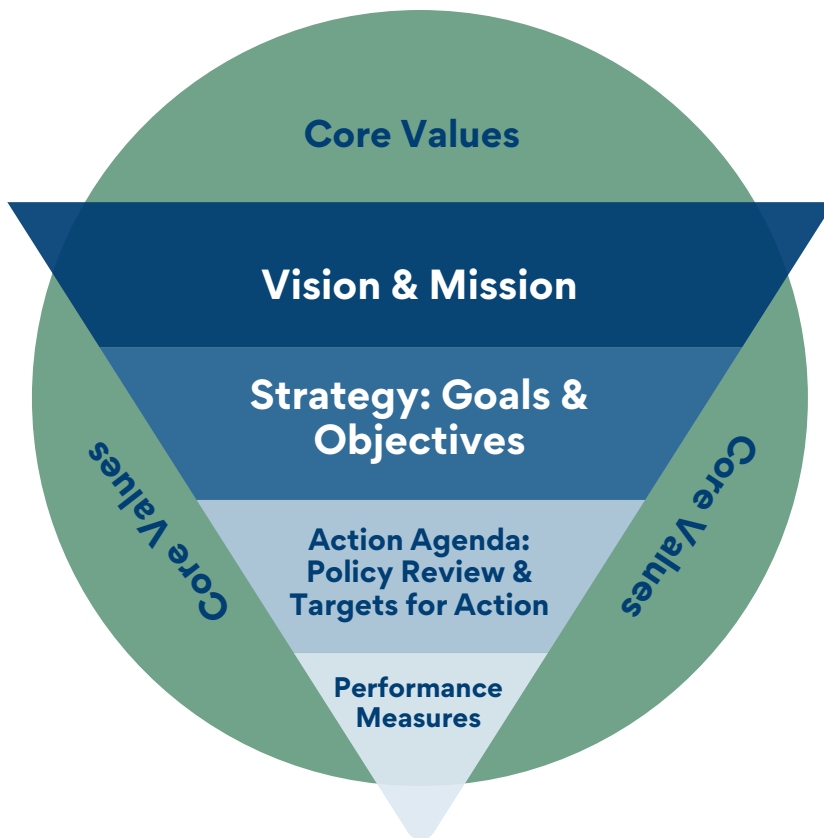 Core Values
Vision & Mission
Strategy: Goals &
Objectives
Core Values
Core Values
Action Agenda:
Policy Review &
Targets for Action
Performance
Measures